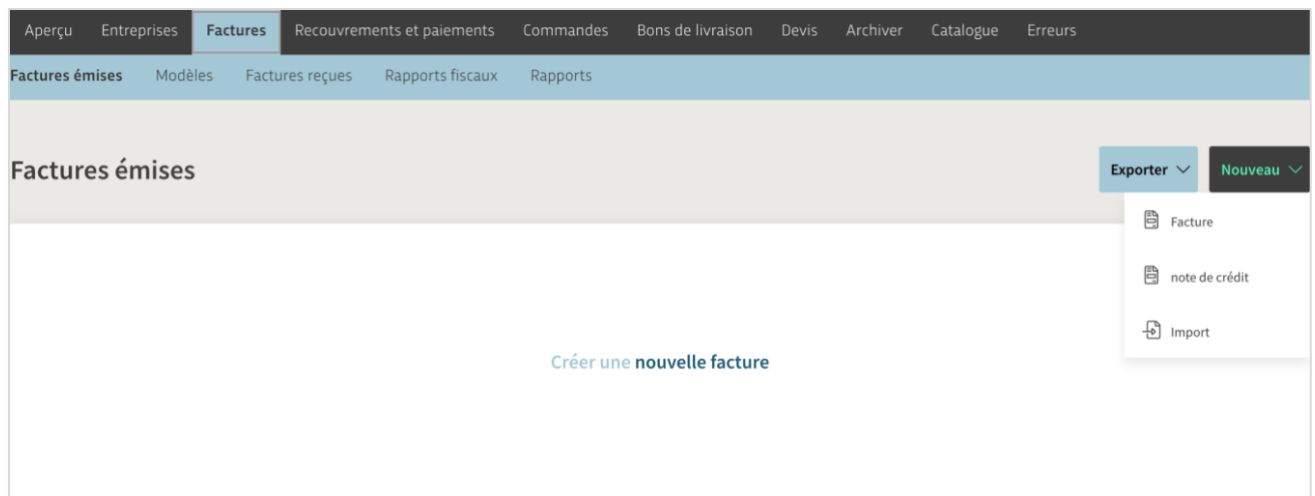 Aperçu Entreprises Factures Recouvrements et paiements Commandes Bons de livraison Devis Archiver Catalogue Erreurs
Factures émises Modèles Factures reçues Rapports fiscaux Rapports
Factures émises
Exporter Nouveau
Facture
note de crédit
Import
Créer une nouvelle facture